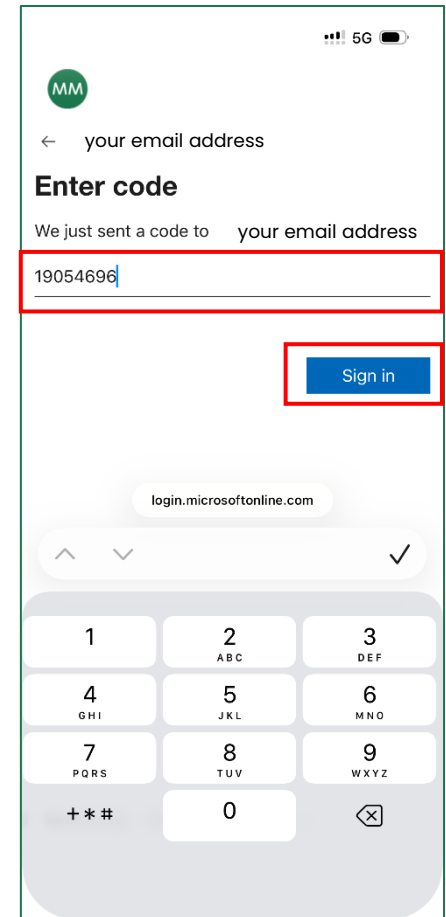 5G
MM
← your email address
Enter code
We just sent a code to your email address
19054696
Sign in
login.microsoftonline.com
1 2 3
ABC DEF
4 5 6
GHI JKL MNO
7 8 9
PQRS TUV WXYZ
+*# 0